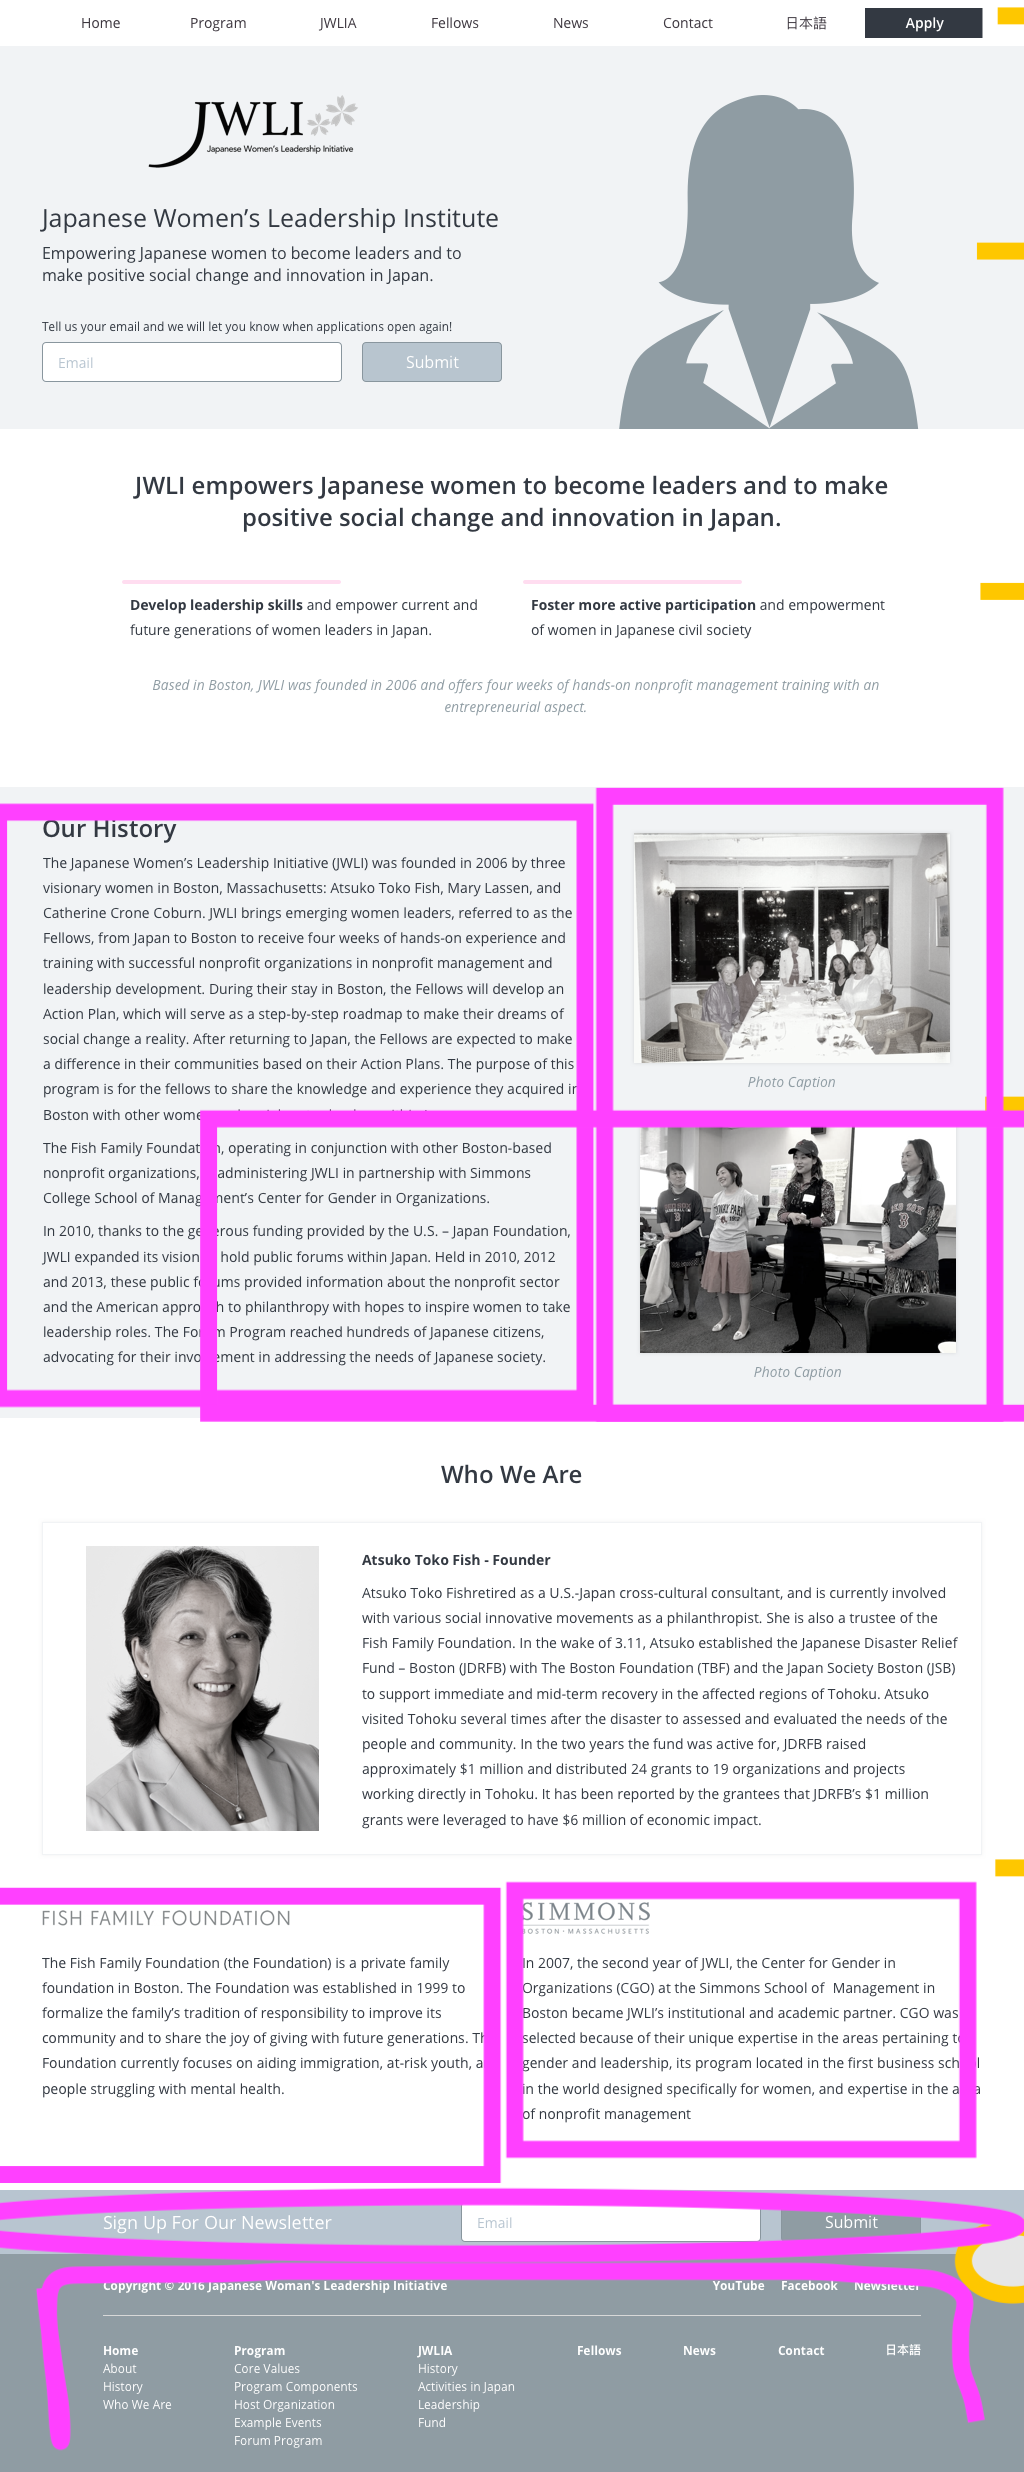 Home Program JWLIA Fellows News Contact 日本語 Apply
JWLI
Japanese Women's Leadership Initiative
Japanese Women’s Leadership Institute
Empowering Japanese women to become leaders and to
make positive social change and innovation in Japan.
Tell us your email and we will let you know when applications open again!
Email Submit
JWLI empowers Japanese women to become leaders and to make
positive social change and innovation in Japan.
Develop leadership skills and empower current and
future generations of women leaders in Japan.
Foster more active participation and empowerment
of women in Japanese civil society
Based in Boston, JWLI was founded in 2006 and offers four weeks of hands-on nonprofit management training with an
entrepreneurial aspect.
Our History
The Japanese Women’s Leadership Initiative (JWLI) was founded in 2006 by three
visionary women in Boston, Massachusetts: Atsuko Toko Fish, Mary Lassen, and
Catherine Crone Coburn. JWLI brings emerging women leaders, referred to as the
Fellows, from Japan to Boston to receive four weeks of hands-on experience and
training with successful nonprofit organizations in nonprofit management and
leadership development. During their stay in Boston, the Fellows will develop an
Action Plan, which will serve as a step-by-step roadmap to make their dreams of
social change a reality. After returning to Japan, the Fellows are expected to make
a difference in their communities based on their Action Plans. The purpose of this
program is for the fellows to share the knowledge and experience they acquired in
Boston with other
The Fish Family Foundation, operating in conjunction with other Boston-based
nonprofit organizations, administering JWLI in partnership with Simmons
College School of Management’s Center for Gender in Organizations.
In 2010, thanks to the generous funding provided by the U.S. – Japan Foundation,
JWLI expanded its vision hold public forums within Japan. Held in 2010, 2012
and 2013, these public forums provided information about the nonprofit sector
and the American approach to philanthropy with hopes to inspire women to take
leadership roles. The Forum Program reached hundreds of Japanese citizens,
advocating for their involvement in addressing the needs of Japanese society.
Photo Caption
RED SOX
Photo Caption
Who We Are
Atsuko Toko Fish - Founder
Atsuko Toko Fishretired as a U.S.-Japan cross-cultural consultant, and is currently involved
with various social innovative movements as a philanthropist. She is also a trustee of the
Fish Family Foundation. In the wake of 3.11, Atsuko established the Japanese Disaster Relief
Fund – Boston (JDRFB) with The Boston Foundation (TBF) and the Japan Society Boston (JSB)
to support immediate and mid-term recovery in the affected regions of Tohoku. Atsuko
visited Tohoku several times after the disaster to assessed and evaluated the needs of the
people and community. In the two years the fund was active for, JDRFB raised
approximately $1 million and distributed 24 grants to 19 organizations and projects
working directly in Tohoku. It has been reported by the grantees that JDRFB’s $1 million
grants were leveraged to have $6 million of economic impact.
FISH FAMILY FOUNDATION
The Fish Family Foundation (the Foundation) is a private family
foundation in Boston. The Foundation was established in 1999 to
formalize the family’s tradition of responsibility to improve its
community and to share the joy of giving with future generations. The
Foundation currently focuses on aiding immigration, at-risk youth,
people struggling with mental health.
SIMMONS
BOSTON · MASSACHUSETTS
In 2007, the second year of JWLI, the Center for Gender in
Organizations (CGO) at the Simmons School of Management in
Boston became JWLI’s institutional and academic partner. CGO was
selected because of their unique expertise in the areas pertaining to
gender and leadership, its program located in the first business school
in the world designed specifically for women, and expertise in the area
of nonprofit management
Sign Up For Our Newsletter Email Submit
Copyright © 2016 Japanese Woman's Leadership Initiative YouTube Facebook Newsletter
Home
About
History
Who We Are
Program
Core Values
Program Components
Host Organization
Example Events
Forum Program
JWLIA
History
Activities in Japan
Leadership
Fund
Fellows
News
Contact
日本語